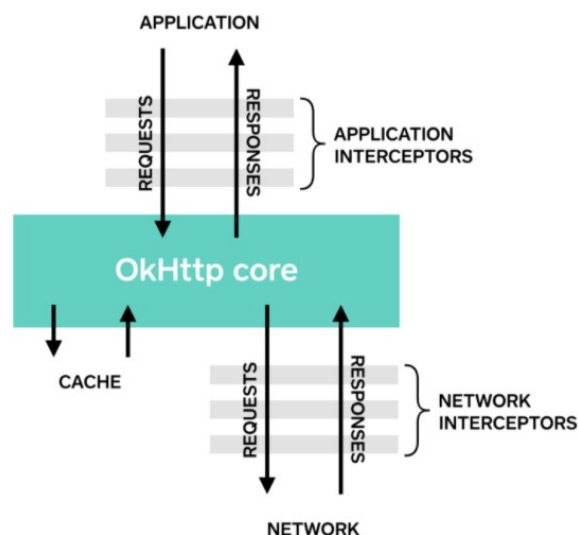 APPLICATION
REQUESTS
RESPONSES
APPLICATION
INTERCEPTORS
OkHttp core
CACHE
REQUESTS
RESPONSES
NETWORK
INTERCEPTORS
NETWORK